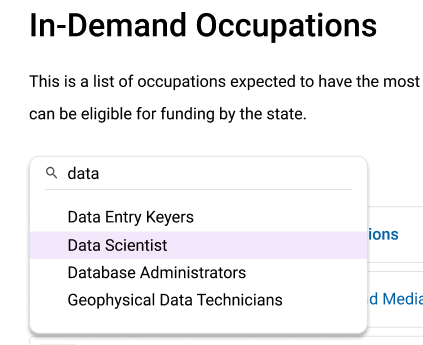 In-Demand Occupations
This is a list of occupations expected to have the most
can be eligible for funding by the state.
data
Data Entry Keyers
Data Scientist
ions
Database Administrators
Geophysical Data Technicians
d Media